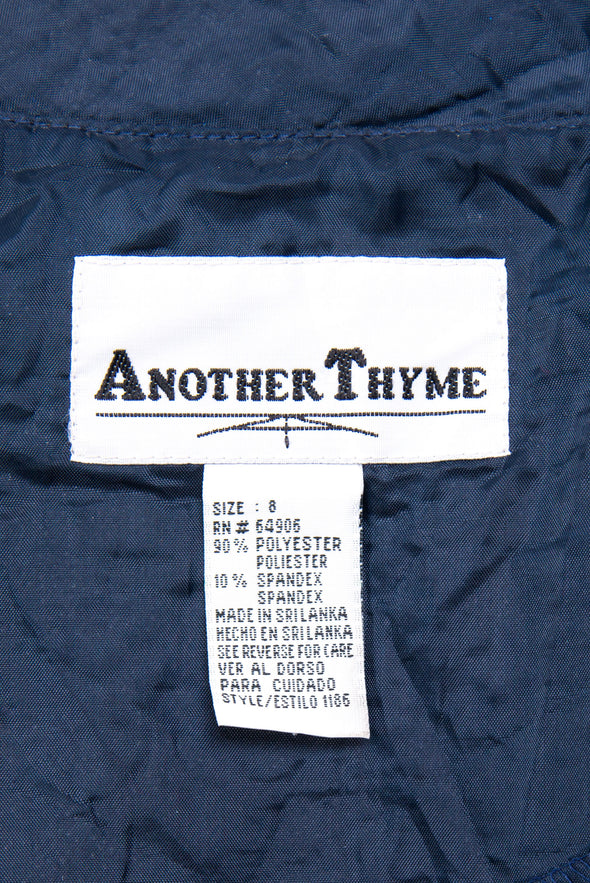 ANOTHER THYME
SIZE : 8
RN # 64906
90% POLYESTER
POLIESTER
10% SPANDEX
SPANDEX
MADE IN SRI LANKA
HECHO EN SRI LANKA
SEE REVERSE FOR CARE
VER AL DORSO
PARA CUIDADO
STYLE/ESTILO 1186